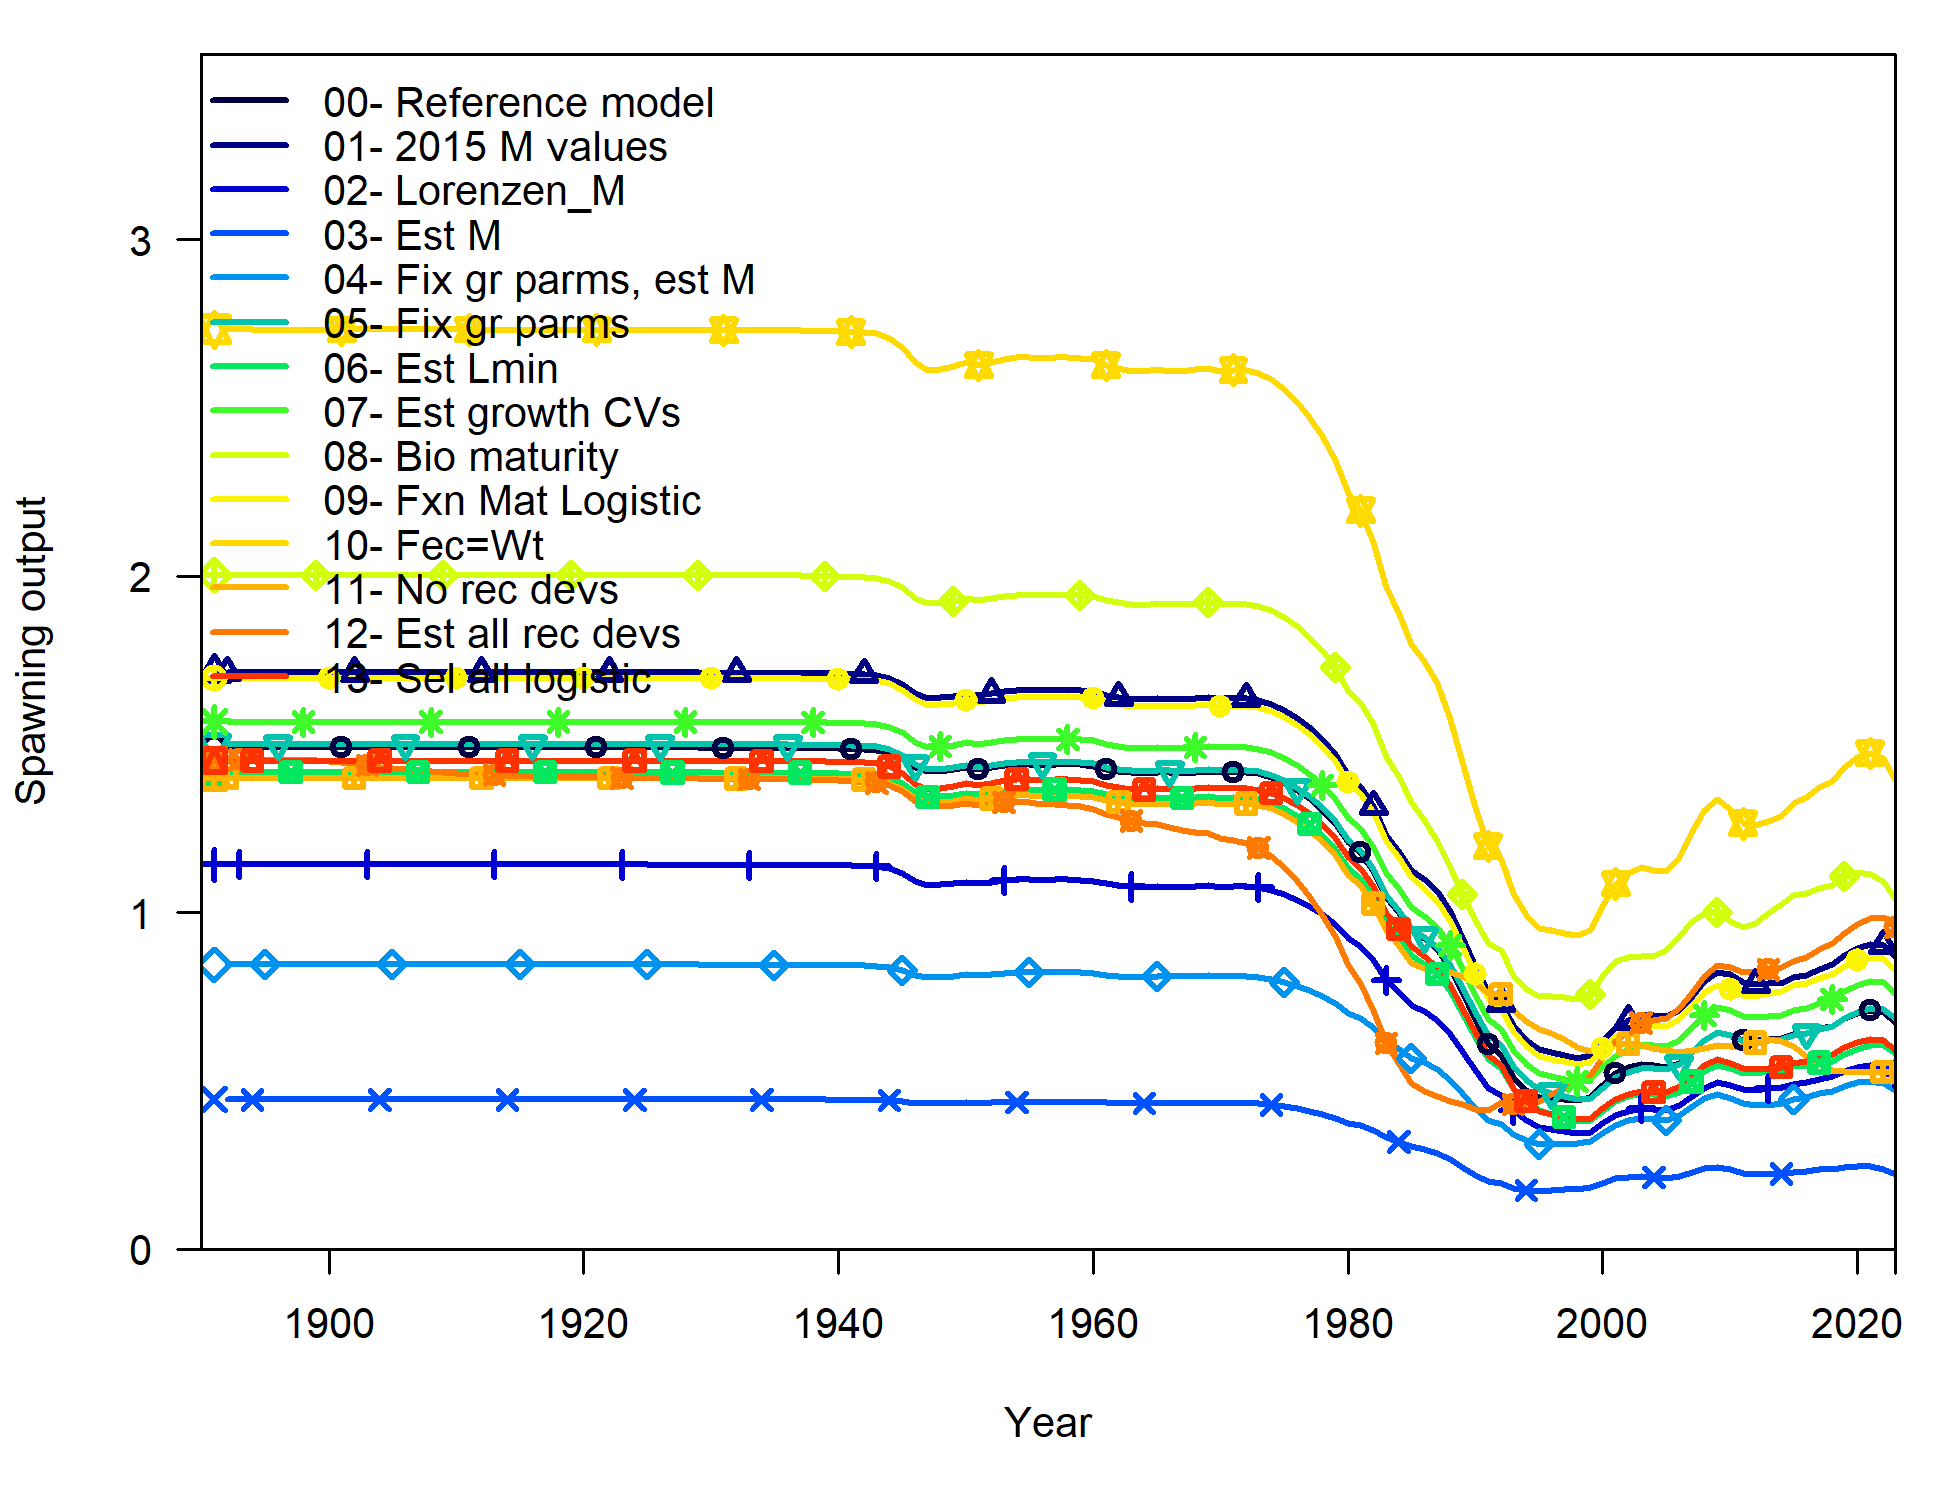 00- Reference model
01- 2015 M values
02- Lorenzen_M
03- Est M
04- Fix gr parms, est M
05- Fix gr parms
06- Est Lmin
07- Est growth CVs
08- Bio maturity
09- Fxn Mat Logistic
10- Fec=Wt
11- No rec devs
12- Est all rec devs
13- Sel all logistic
Spawning output
3
2
1
0
1900 1920 1940 1960 1980 2000 2020
Year